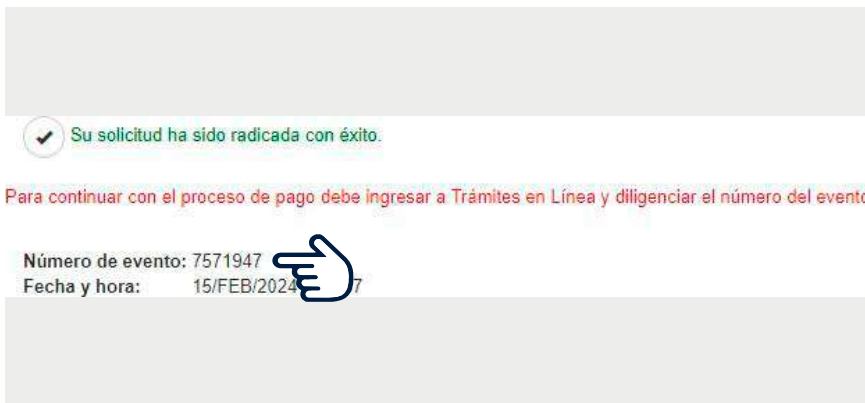 Su solicitud ha sido radicada con éxito.
Para continuar con el proceso de pago debe ingresar a Trámites en Línea y diligenciar el número del evento
Número de evento: 7571947
Fecha y hora: 15/FEB/2024 7